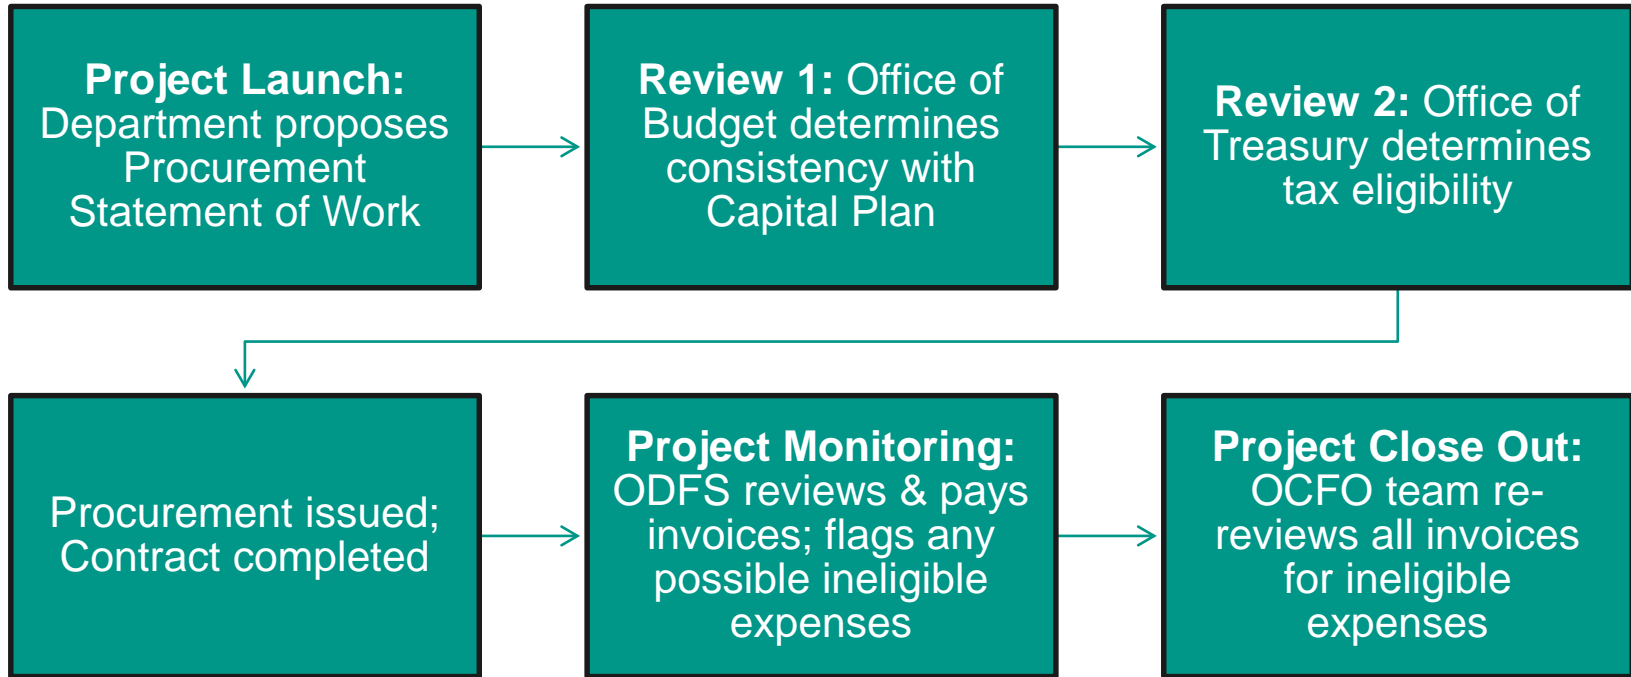 Project Launch:
Department proposes
Procurement
Statement of Work
Review 1: Office of
Budget determines
consistency with
Capital Plan
Review 2: Office of
Treasury determines
tax eligibility
Procurement issued;
Contract completed
Project Monitoring:
ODFS reviews & pays
invoices; flags any
possible ineligible
expenses
Project Close Out:
OCFO team re-
reviews all invoices
for ineligible
expenses